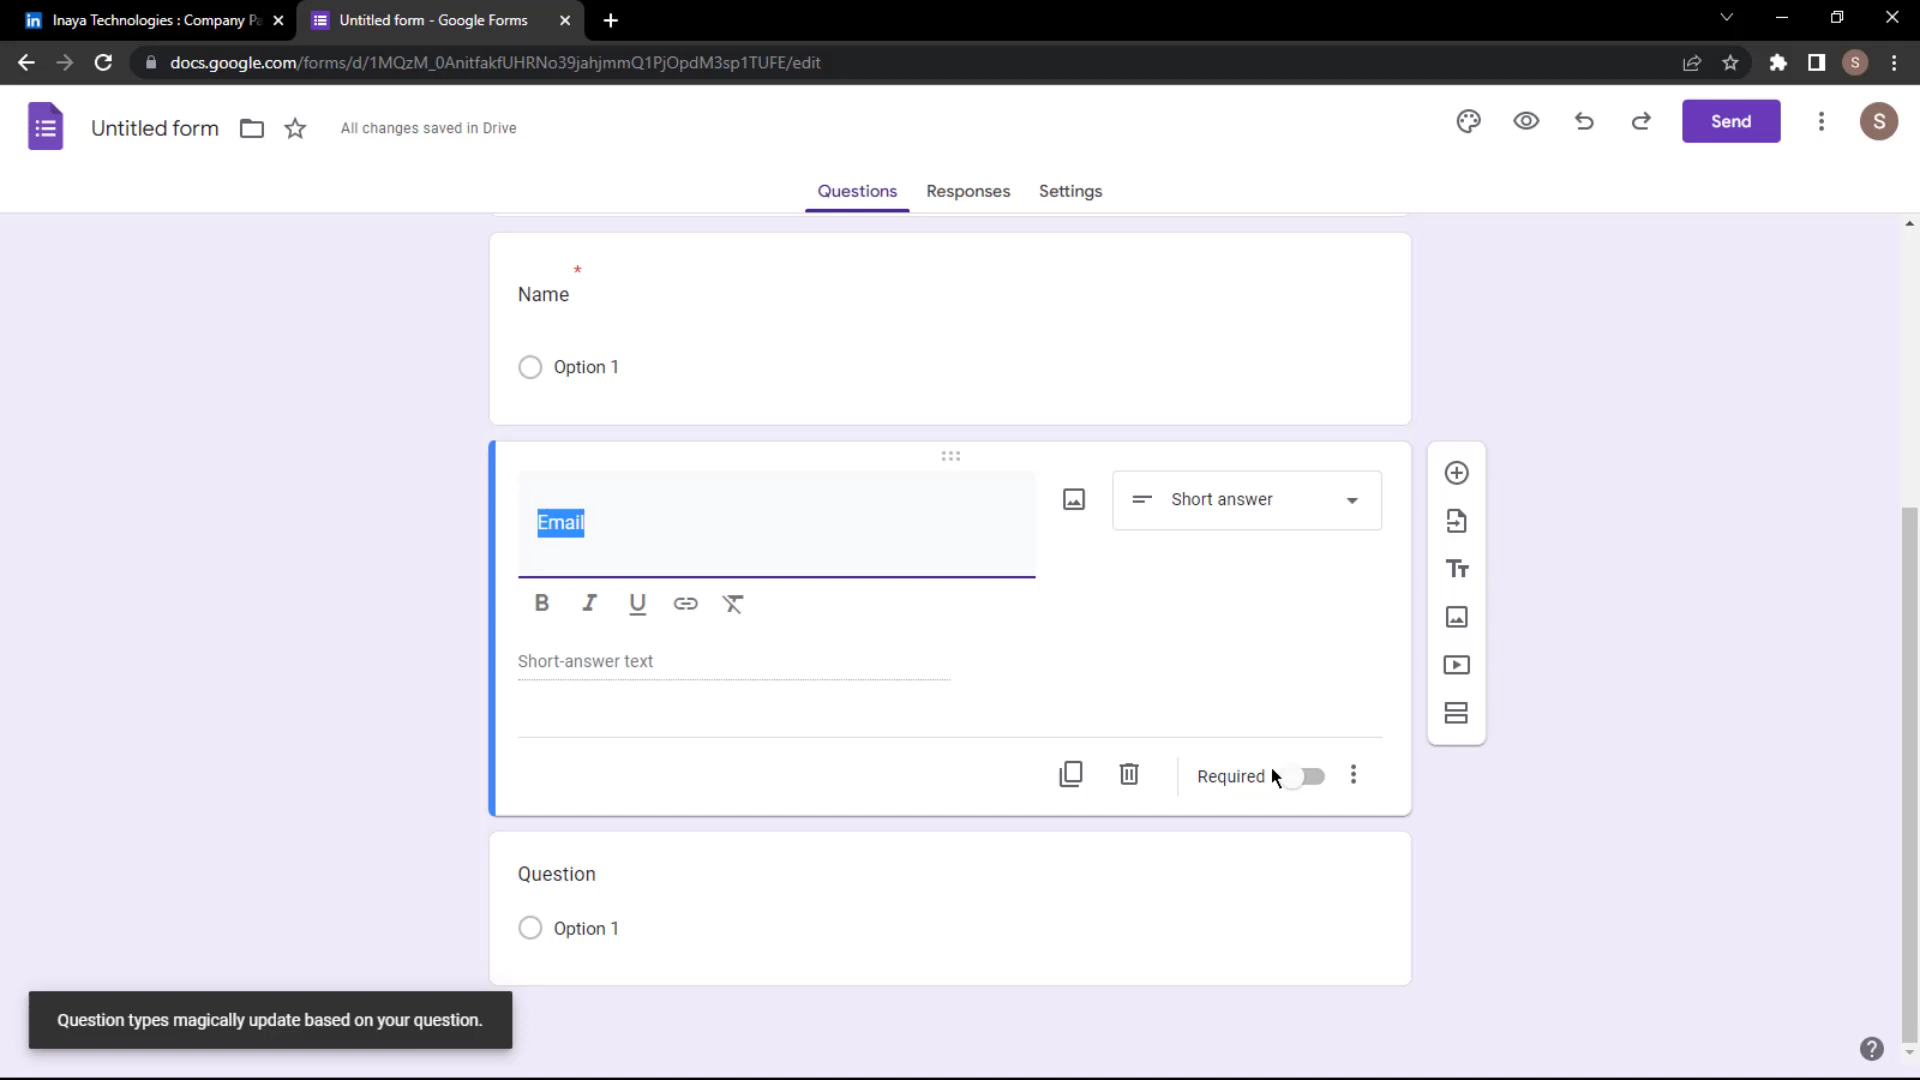 Inaya Technologies : Company Pa
Untitled form - Google Forms
docs.google.com/forms/d/1MQzM_0AnitfakfUHRNo39jahjmmQ1PjOpdM3sp1TUFE/edit
S
Untitled form
All changes saved in Drive
Send
S
Questions
Responses
Settings
*
Name
Option 1
Email
Short answer
B I U
Tт
Short-answer text
Required
Question
Option 1
Question types magically update based on your question.